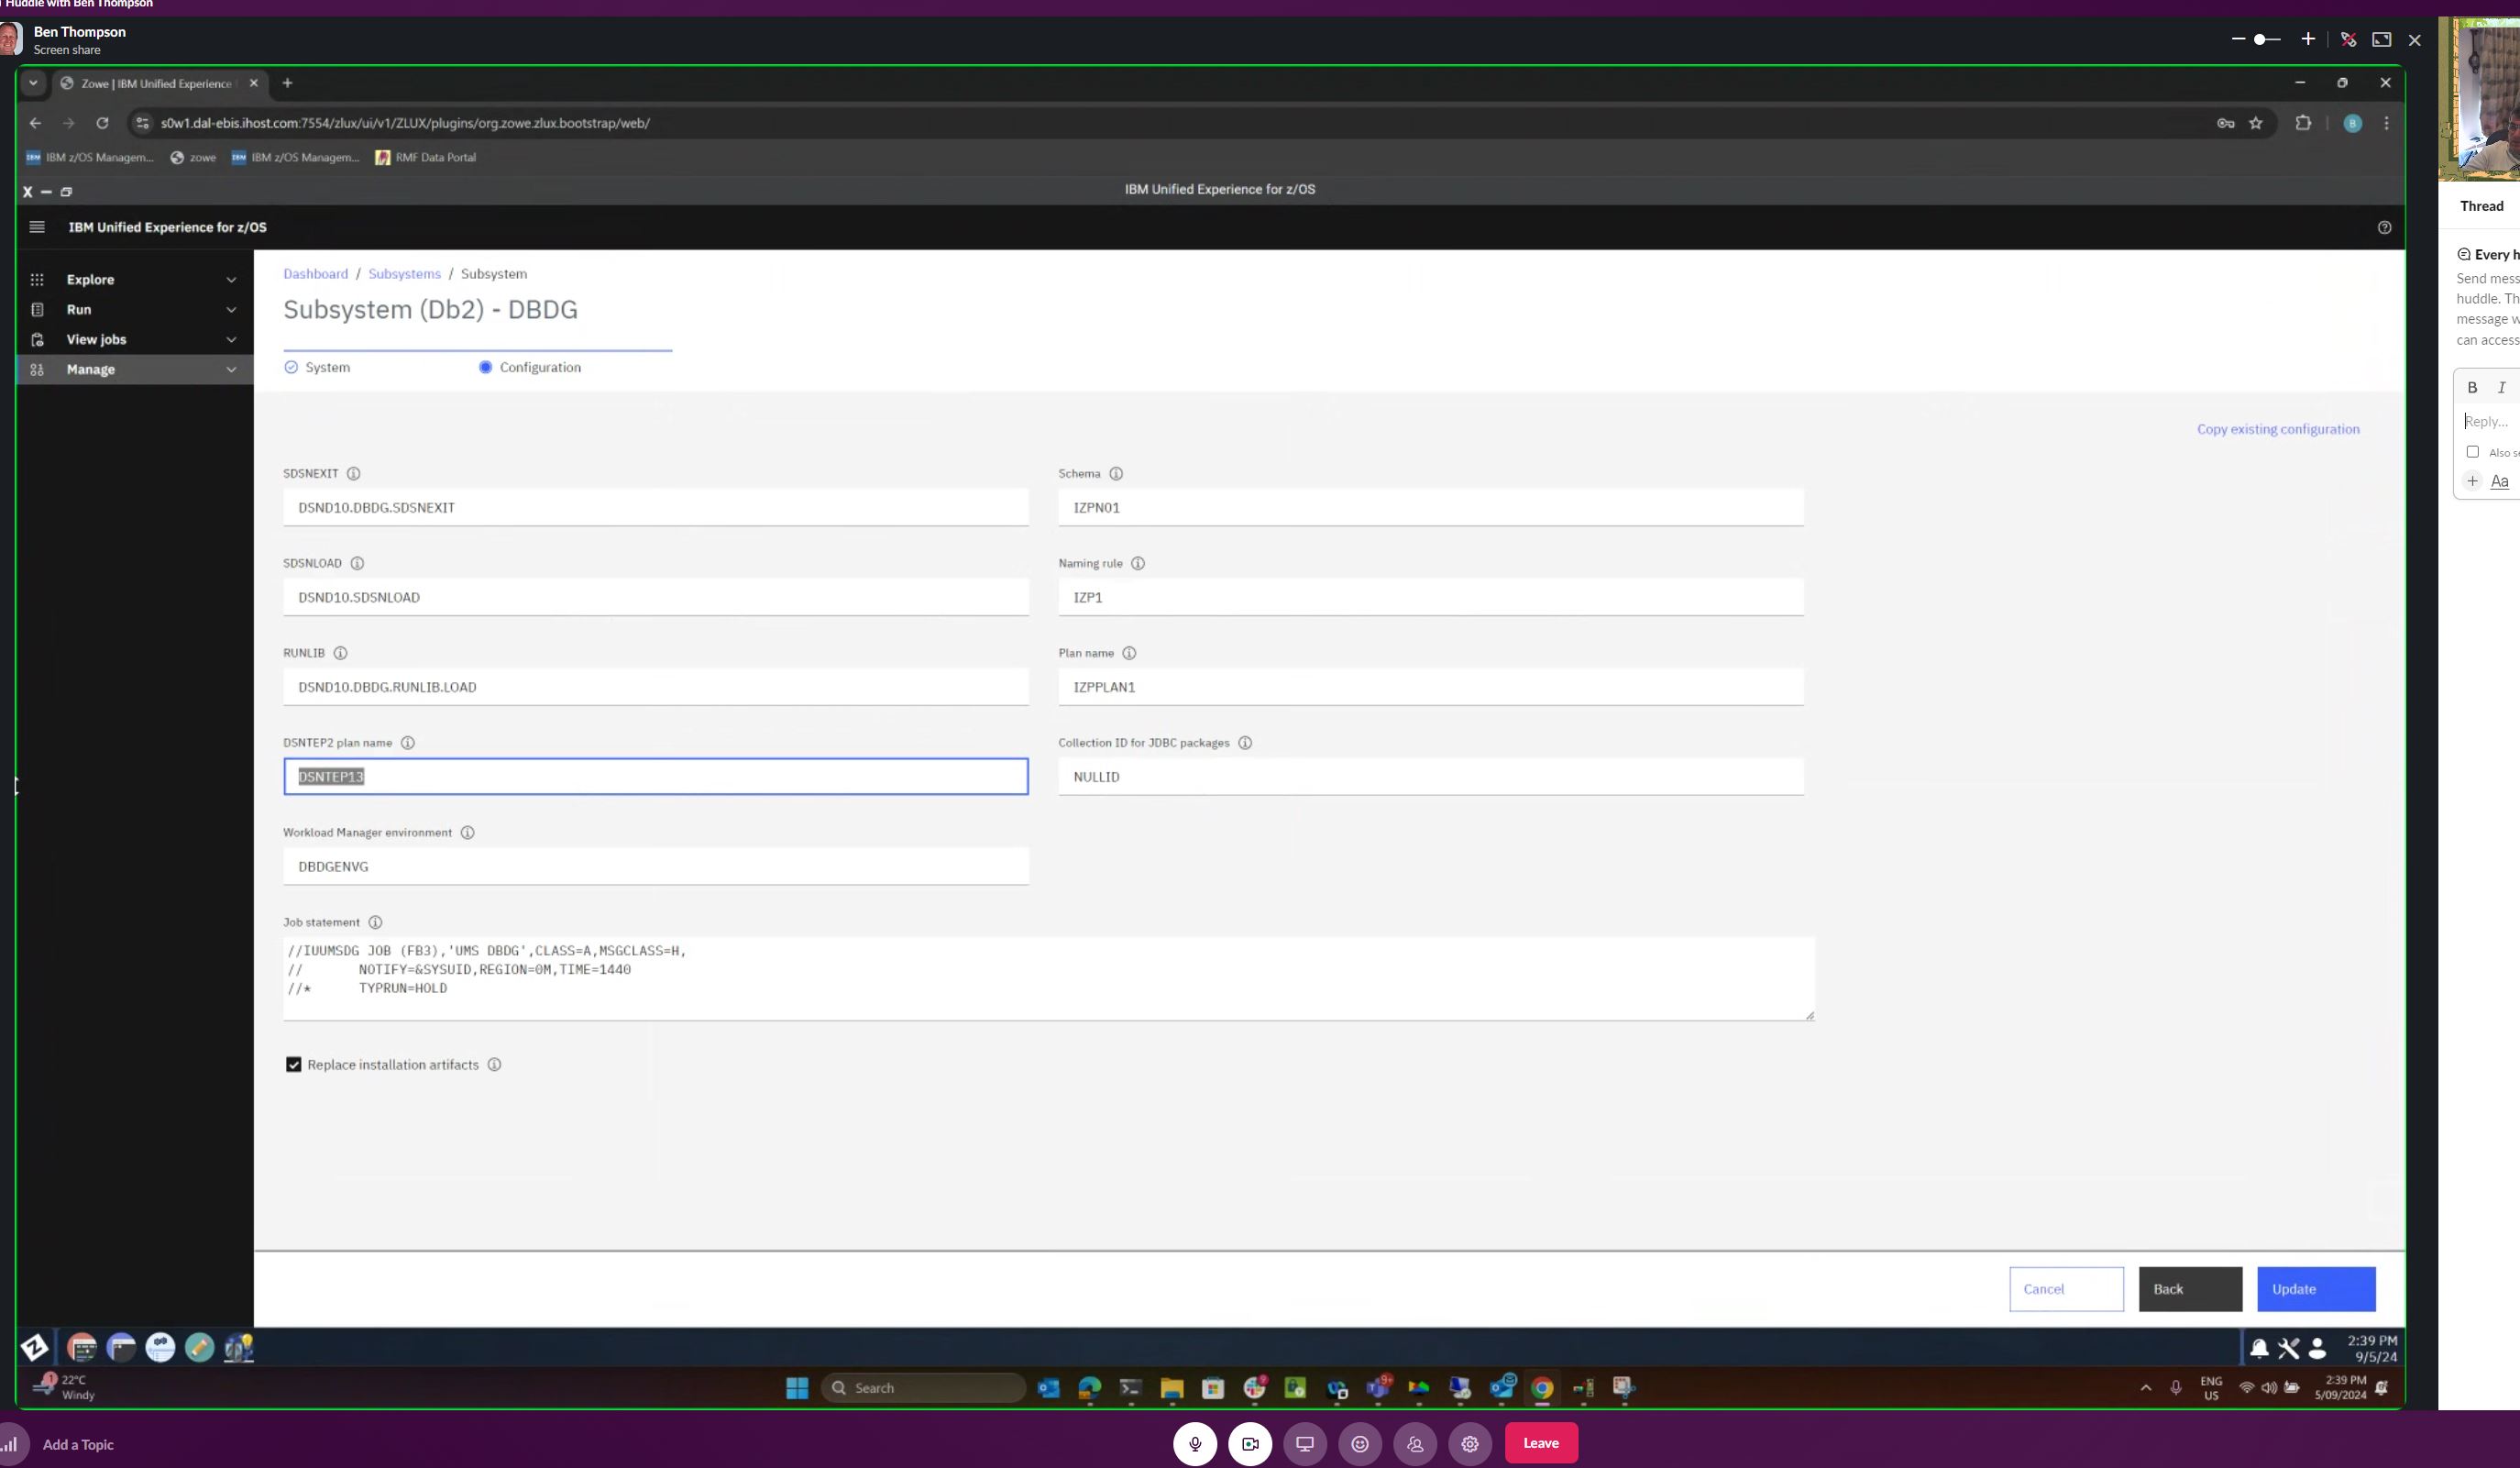 Huddle with Ben Thompson
Ben Thompson
Screen share
Zowe | IBM Unified Experience
s0w1.dal-ebis.ihost.com:7554/zlux/ui/v1/ZLUX/plugins/org.zowe.zlux.bootstrap/web/
B
IBM z/OS Managem...
zowe
IBM z/OS Managem...
RMF Data Portal
IBM Unified Experience for z/OS
IBM Unified Experience for z/OS
Explore
Run
View jobs
Manage
Dashboard / Subsystems / Subsystem
Subsystem (Db2) - DBDG
System
Configuration
Copy existing configuration
SDSNEXIT
DSND10.DBDG.SDSNEXIT
Schema
IZPN01
SDSNLOAD
DSND10.SDSNLOAD
Naming rule
IZP1
RUNLIB
DSND10.DBDG.RUNLIB.LOAD
Plan name
IZPPLAN1
DSNTEP2 plan name
DSNTEP13
Collection ID for JDBC packages
NULLID
Workload Manager environment
DBDGENVG
Job statement
//IUUMSDG JOB (FB3),'UMS DBDG',CLASS=A,MSGCLASS=H,
//       NOTIFY=&SYSUID,REGION=0M,TIME=1440
//*      TYPRUN=HOLD
Replace installation artifacts
Cancel
Back
Update
2:39 PM
9/5/24
22°C
Windy
Search
ENG
US
2:39 PM
5/09/2024
Thread
Every h
Send mess
huddle. Th
message w
can access
B I
Reply...
Also se
+ Aa
Add a Topic
Leave